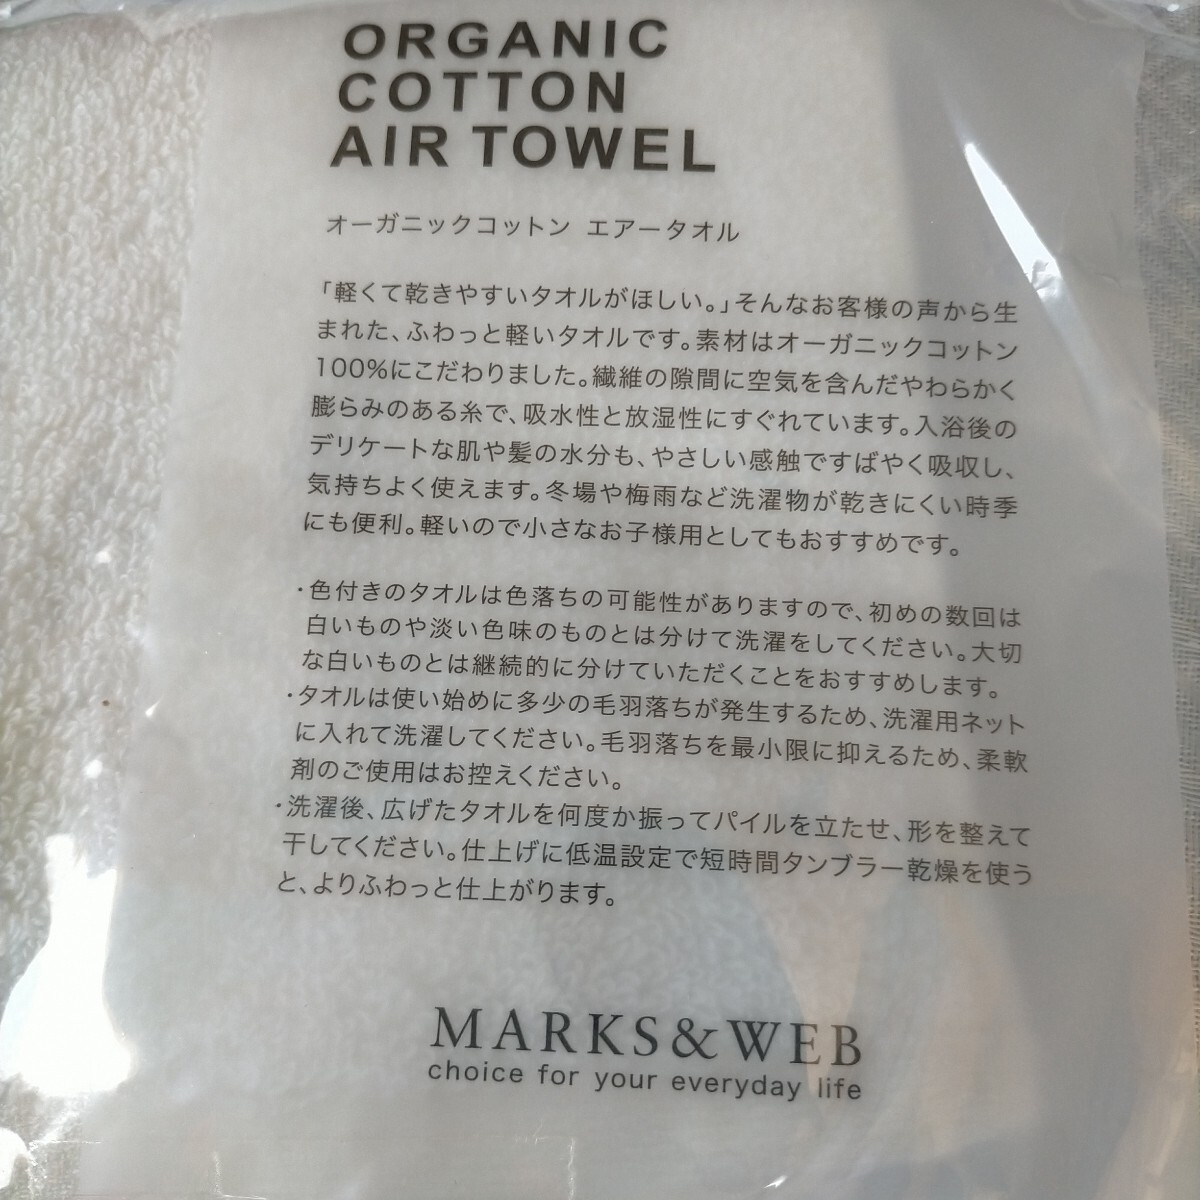 ORGANIC
COTTON
AIR TOWEL
オーガニックコットン エアータオル
「軽くて乾きやすいタオルがほしい。」そんなお客様の声から生
まれた、ふわっと軽いタオルです。素材はオーガニックコットン
100%にこだわりました。繊維の隙間に空気を含んだやわらかく
膨らみのある糸で、吸水性と放湿性にすぐれています。入浴後の
デリケートな肌や髪の水分も、やさしい感触ですばやく吸収し、
気持ちよく使えます。冬場や梅雨など洗濯物が乾きにくい時季
にも便利。軽いので小さなお子様用としてもおすすめです。
・色付きのタオルは色落ちの可能性がありますので、初めの数回は
白いものや淡い色味のものとは分けて洗濯をしてください。大切
な白いものとは継続的に分けていただくことをおすすめします。
・タオルは使い始めに多少の毛羽落ちが発生するため、洗濯用ネット
に入れて洗濯してください。毛羽落ちを最小限に抑えるため、柔軟
剤のご使用はお控えください。
・洗濯後、広げたタオルを何度か振ってパイルを立たせ、形を整えて
干してください。仕上げに低温設定で短時間タンブラー乾燥を使う
と、よりふわっと仕上がります。
MARKS&WEB
choice for your everyday life